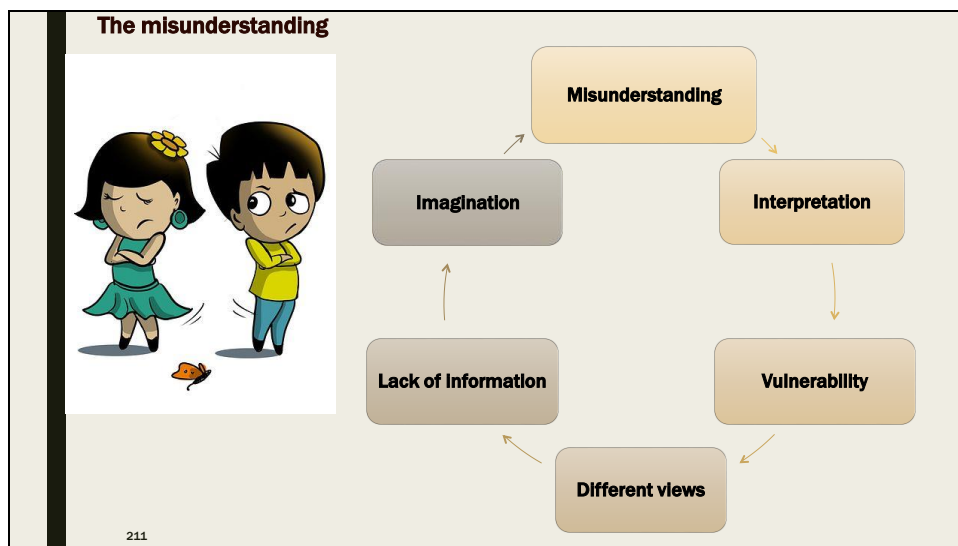 The misunderstanding
Misunderstanding
Interpretation
Vulnerability
Different views
Lack of information
Imagination
211